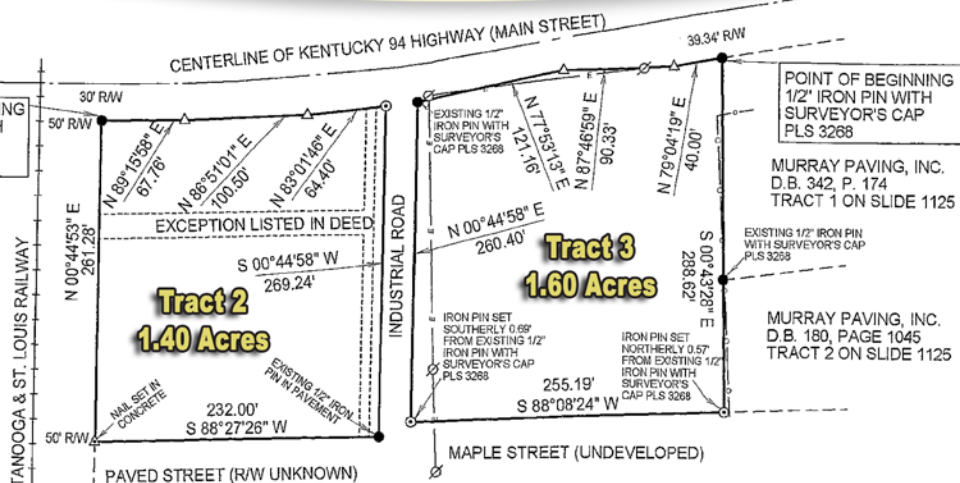 CENTERLINE OF KENTUCKY 94 HIGHWAY (MAIN STREET)
39.34' R/W
30' R/W
50' R/W
N 89°15'58" E
67.76'
N 86°51'01" E
100.50'
N 83°01'46" E
64.40'
EXISTING 1/2"
IRON PIN WITH
SURVEYOR'S
CAP PLS 3268
N 77°53'13" E
121.16'
N 87°46'59" E
90.33'
N 79°04'19" E
40.00'
POINT OF BEGINNING
1/2" IRON PIN WITH
SURVEYOR'S CAP
PLS 3268
MURRAY PAVING, INC.
D.B. 342, P. 174
TRACT 1 ON SLIDE 1125
EXCEPTION LISTED IN DEED
N 00°44'53" E
261.28'
S 00°44'58" W
269.24'
INDUSTRIAL ROAD
N 00°44'58" E
260.40'
Tract 3
1.60 Acres
S 00°43'28" E
288.62'
EXISTING 1/2" IRON PIN
WITH SURVEYOR'S CAP
PLS 3268
Tract 2
1.40 Acres
IRON PIN SET
SOUTHERLY 0.69'
FROM EXISTING 1/2"
IRON PIN WITH
SURVEYOR'S CAP
PLS 3268
IRON PIN SET
NORTHERLY 0.57'
FROM EXISTING 1/2"
IRON PIN WITH
SURVEYOR'S
CAP PLS 3268
MURRAY PAVING, INC.
D.B. 180, PAGE 1045
TRACT 2 ON SLIDE 1125
NAIL SET IN
CONCRETE
EXISTING 1/2" IRON
PIN IN PAVEMENT
232.00'
S 88°27'26" W
255.19'
S 88°08'24" W
50' R/W
PAVED STREET (R/W UNKNOWN)
MAPLE STREET (UNDEVELOPED)
TANOOGA & ST. LOUIS RAILWAY